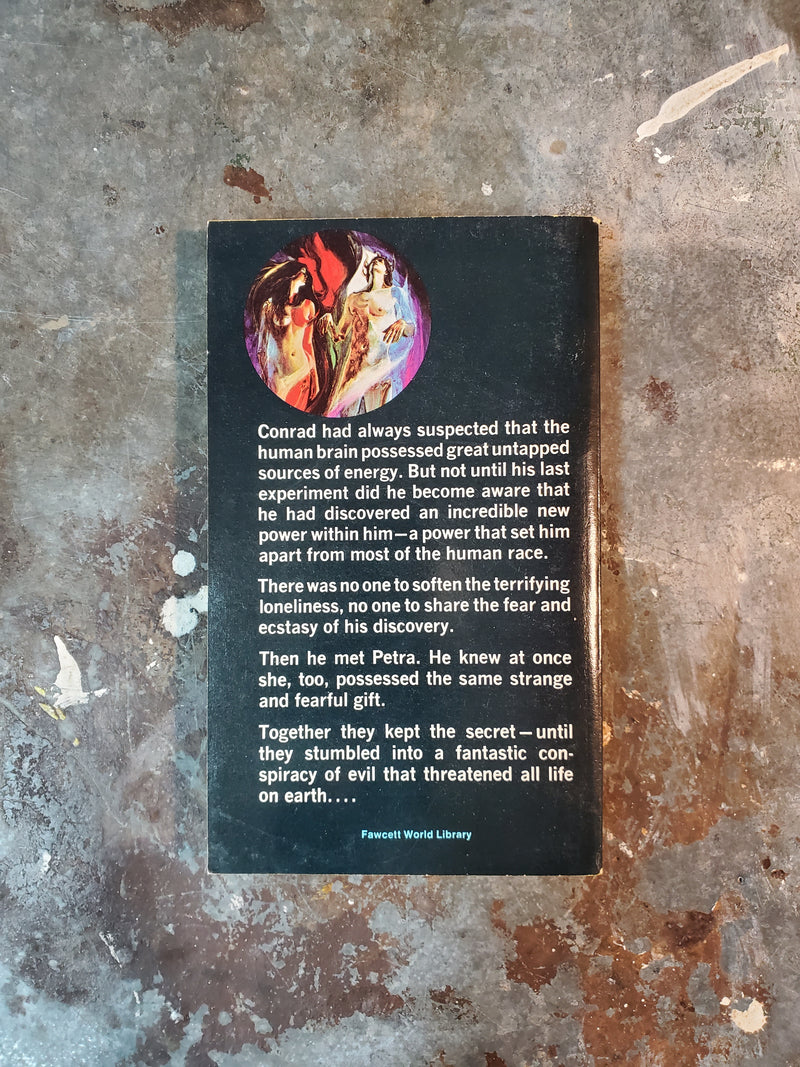 Conrad had always suspected that the
human brain possessed great untapped
sources of energy. But not until his last
experiment did he become aware that
he had discovered an incredible new
power within him—a power that set him
apart from most of the human race.
There was no one to soften the terrifying
loneliness, no one to share the fear and
ecstasy of his discovery.
Then he met Petra. He knew at once
she, too, possessed the same strange
and fearful gift.
Together they kept the secret—until
they stumbled into a fantastic con-
spiracy of evil that threatened all life
on earth....
Fawcett World Library